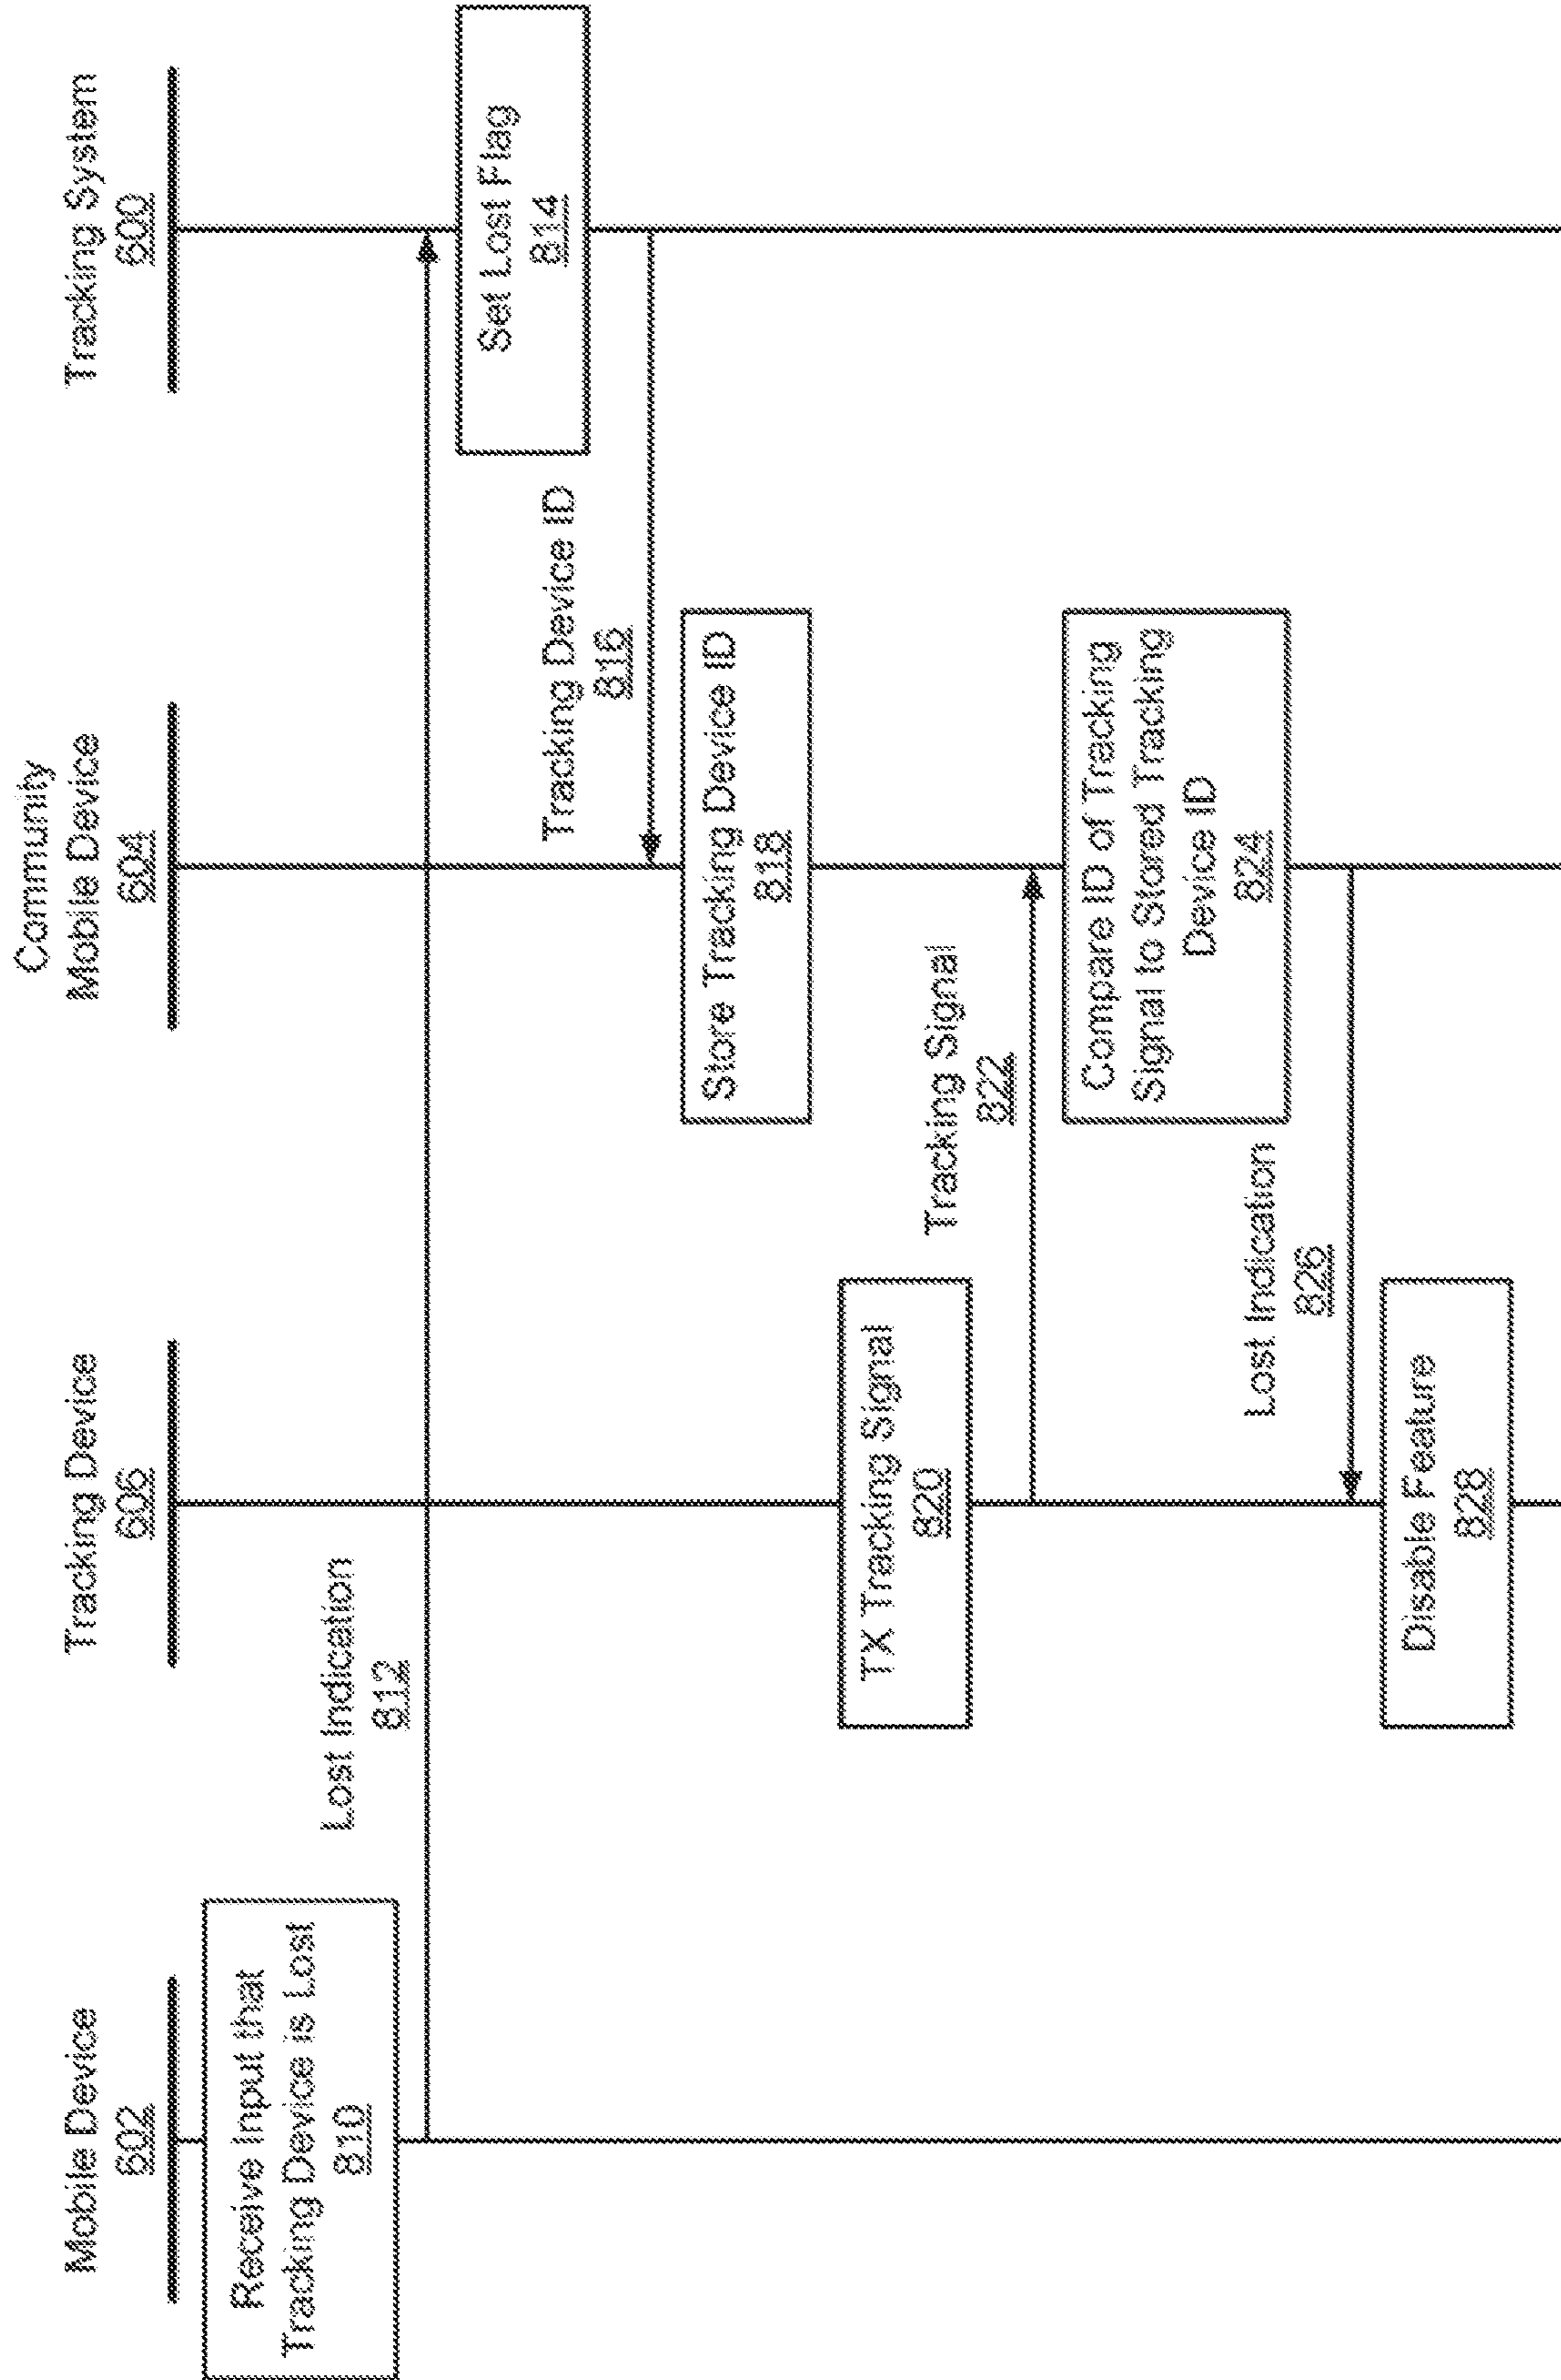 Mobile Device
602
Tracking Device
606
Community
Mobile Device
604
Tracking System
600
Receive Input that
Tracking Device is Lost
810
Lost Indication
812
Set Lost Flag
814
Tracking Device ID
816
Store Tracking Device ID
818
TX Tracking Signal
820
Tracking Signal
822
Compare ID of Tracking
Signal to Stored Tracking
Device ID
824
Lost Indication
826
Disable Feature
828